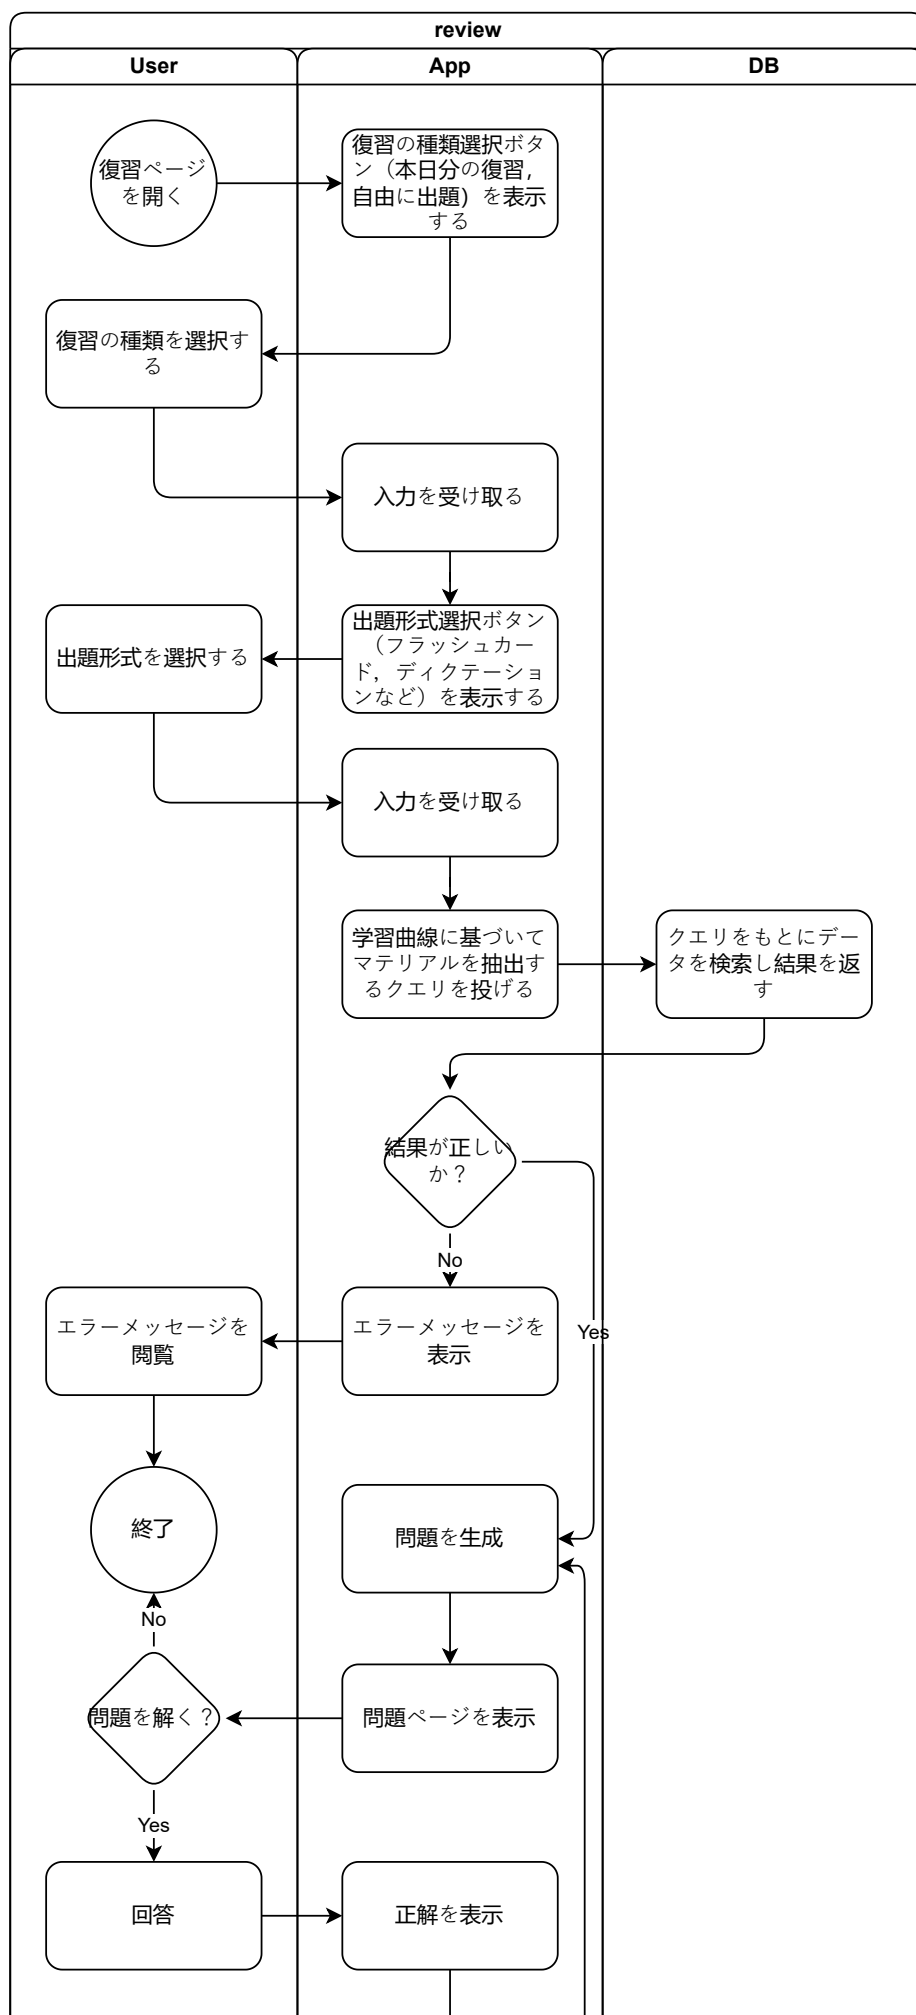 review
User
App
DB
復習ページ
を開く
復習の種類選択ボタ
ン（本日分の復習,
自由に出題）を表示
する
復習の種類を選択す
る
入力を受け取る
出題形式選択ボタン
（フラッシュカー
ド，ディクテーショ
ンなど）を表示する
出題形式を選択する
入力を受け取る
学習曲線に基づいて
マテリアルを抽出す
るクエリを投げる
クエリをもとにデー
タを検索し結果を返
す
結果が正しい
か？
No
Yes
エラーメッセージを
表示
エラーメッセージを
閲覧
終了
問題を生成
No
問題ページを表示
問題を解く？
Yes
回答
正解を表示